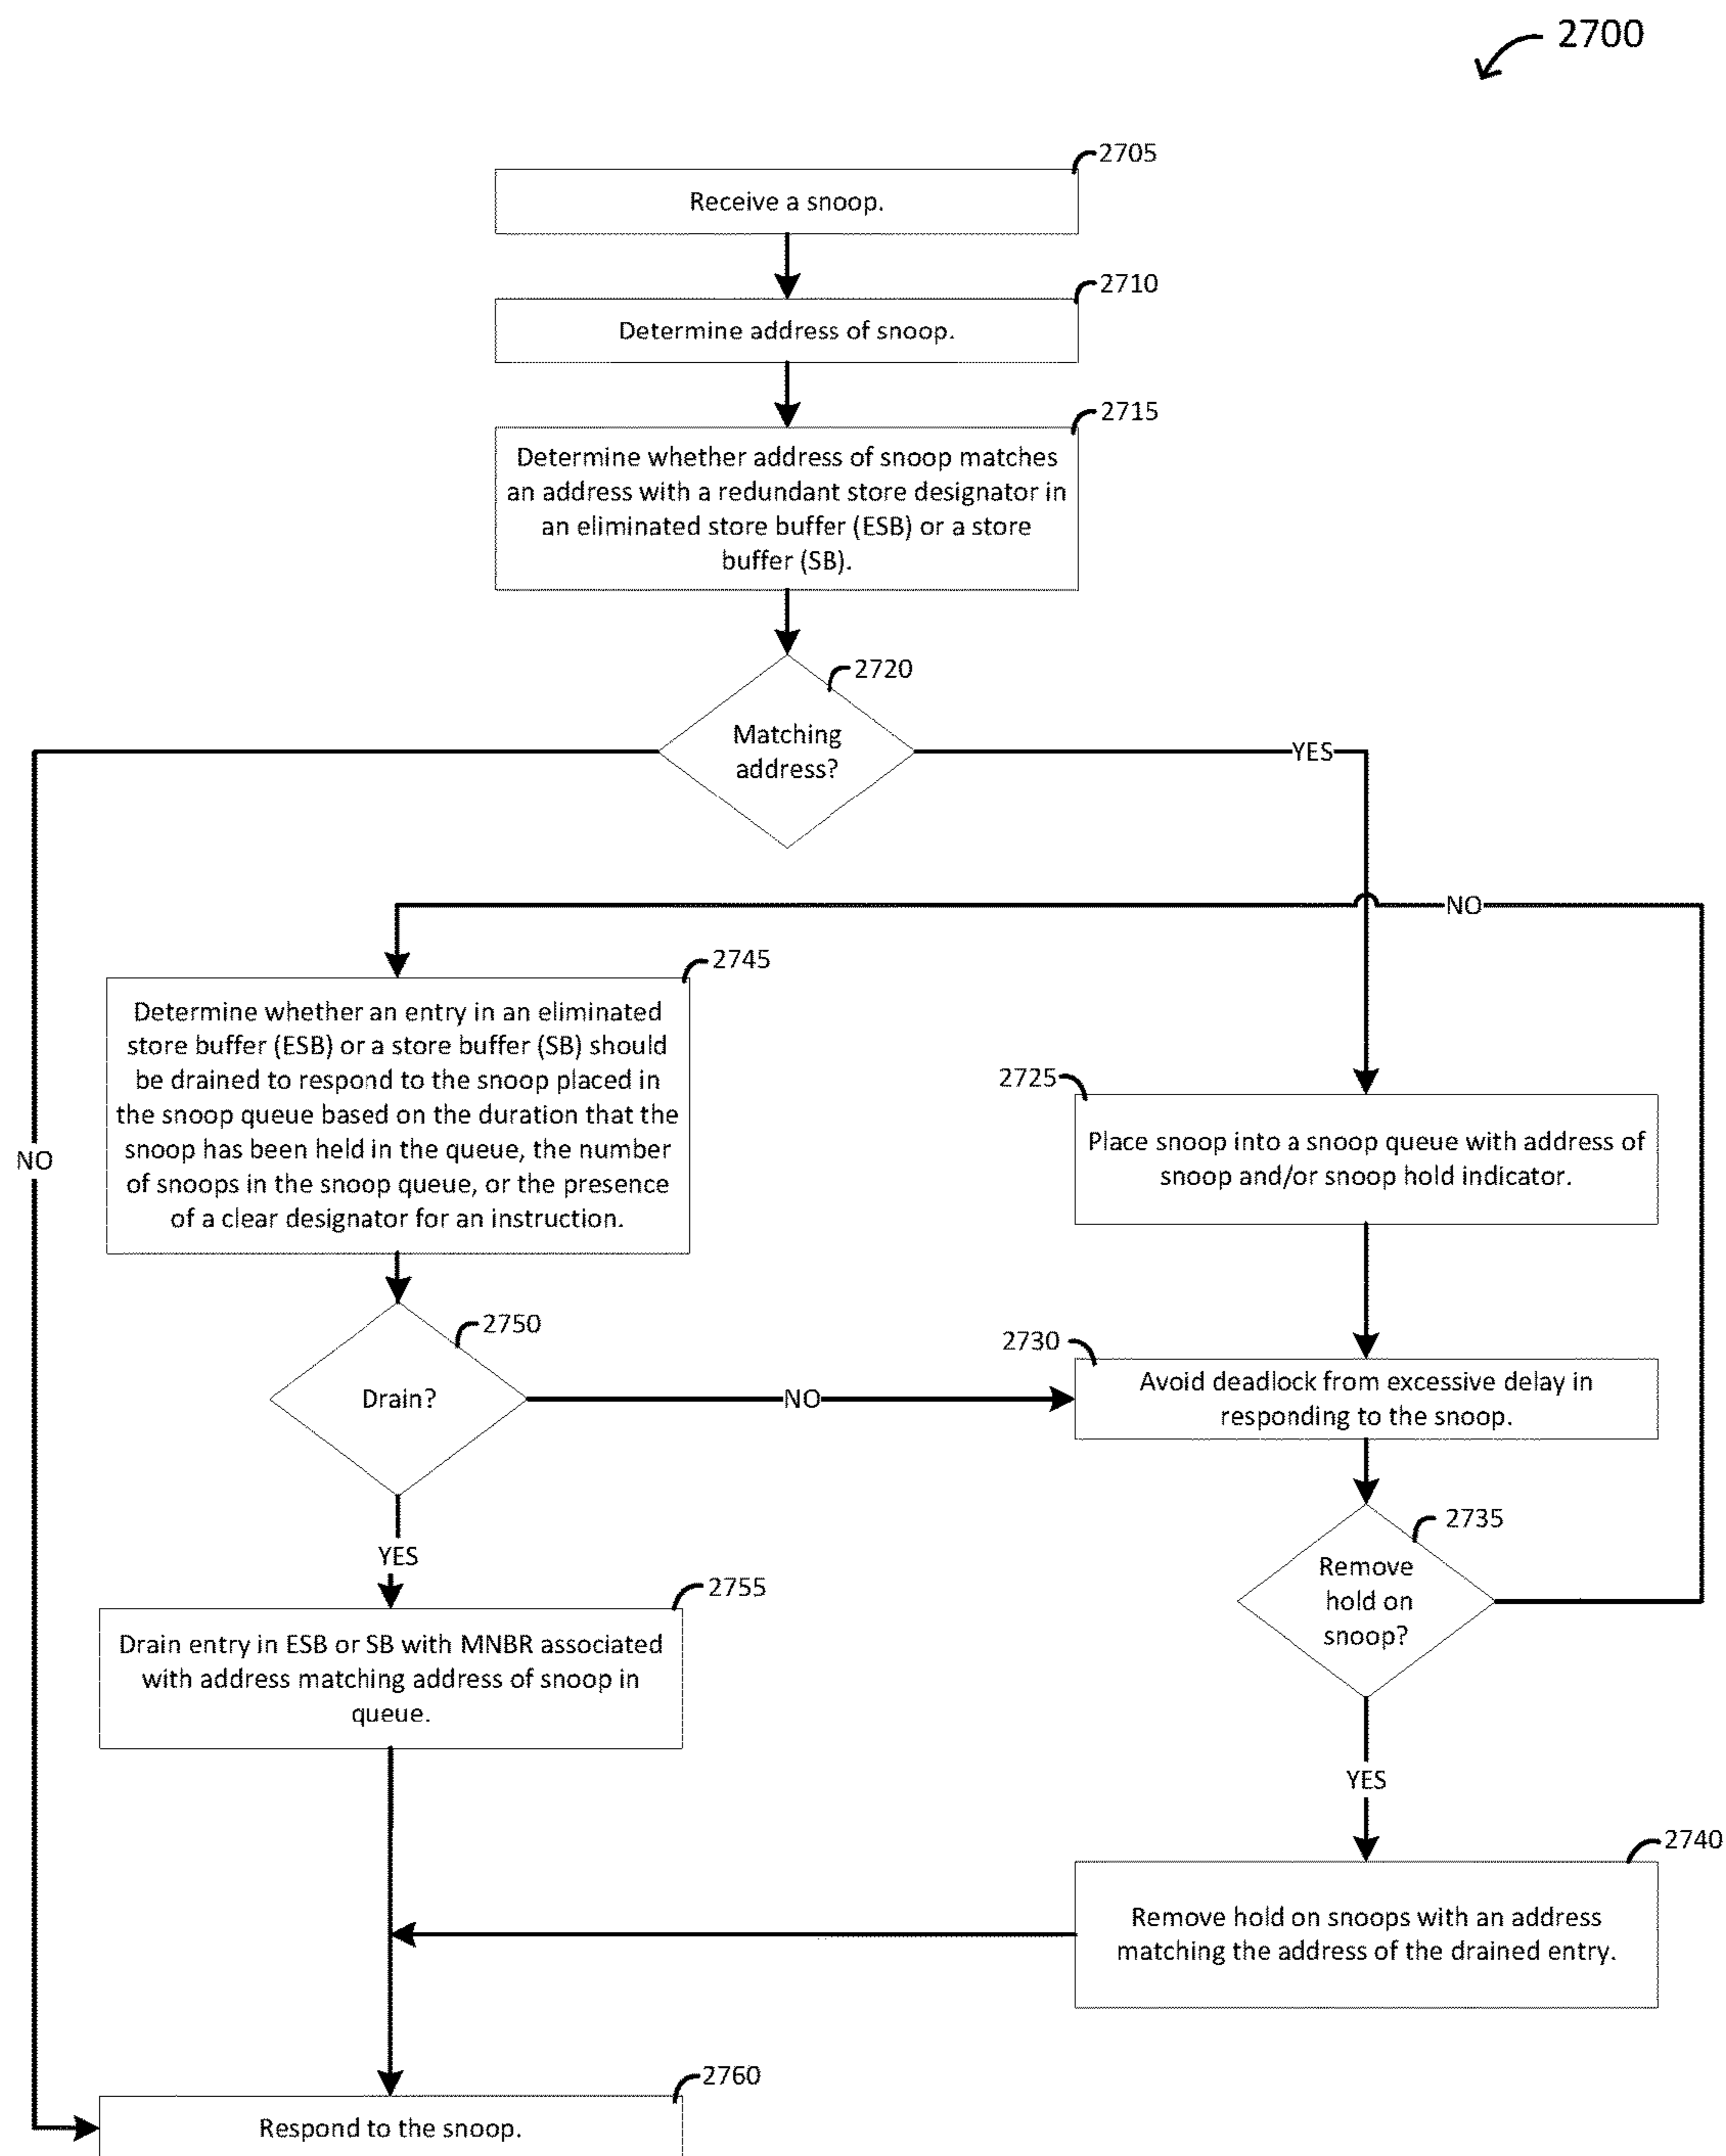 2700
2705
Receive a snoop.
2710
Determine address of snoop.
2715
Determine whether address of snoop matches
an address with a redundant store designator in
an eliminated store buffer (ESB) or a store
buffer (SB).
2720
Matching
address?
YES
NO
NO
2745
Determine whether an entry in an eliminated
store buffer (ESB) or a store buffer (SB) should
be drained to respond to the snoop placed in
the snoop queue based on the duration that the
snoop has been held in the queue, the number
of snoops in the snoop queue, or the presence
of a clear designator for an instruction.
2725
Place snoop into a snoop queue with address of
snoop and/or snoop hold indicator.
2750
Drain?
NO
2730
Avoid deadlock from excessive delay in
responding to the snoop.
2735
Remove
hold on
snoop?
YES
2755
Drain entry in ESB or SB with MNBR associated
with address matching address of snoop in
queue.
YES
2740
Remove hold on snoops with an address
matching the address of the drained entry.
2760
Respond to the snoop.